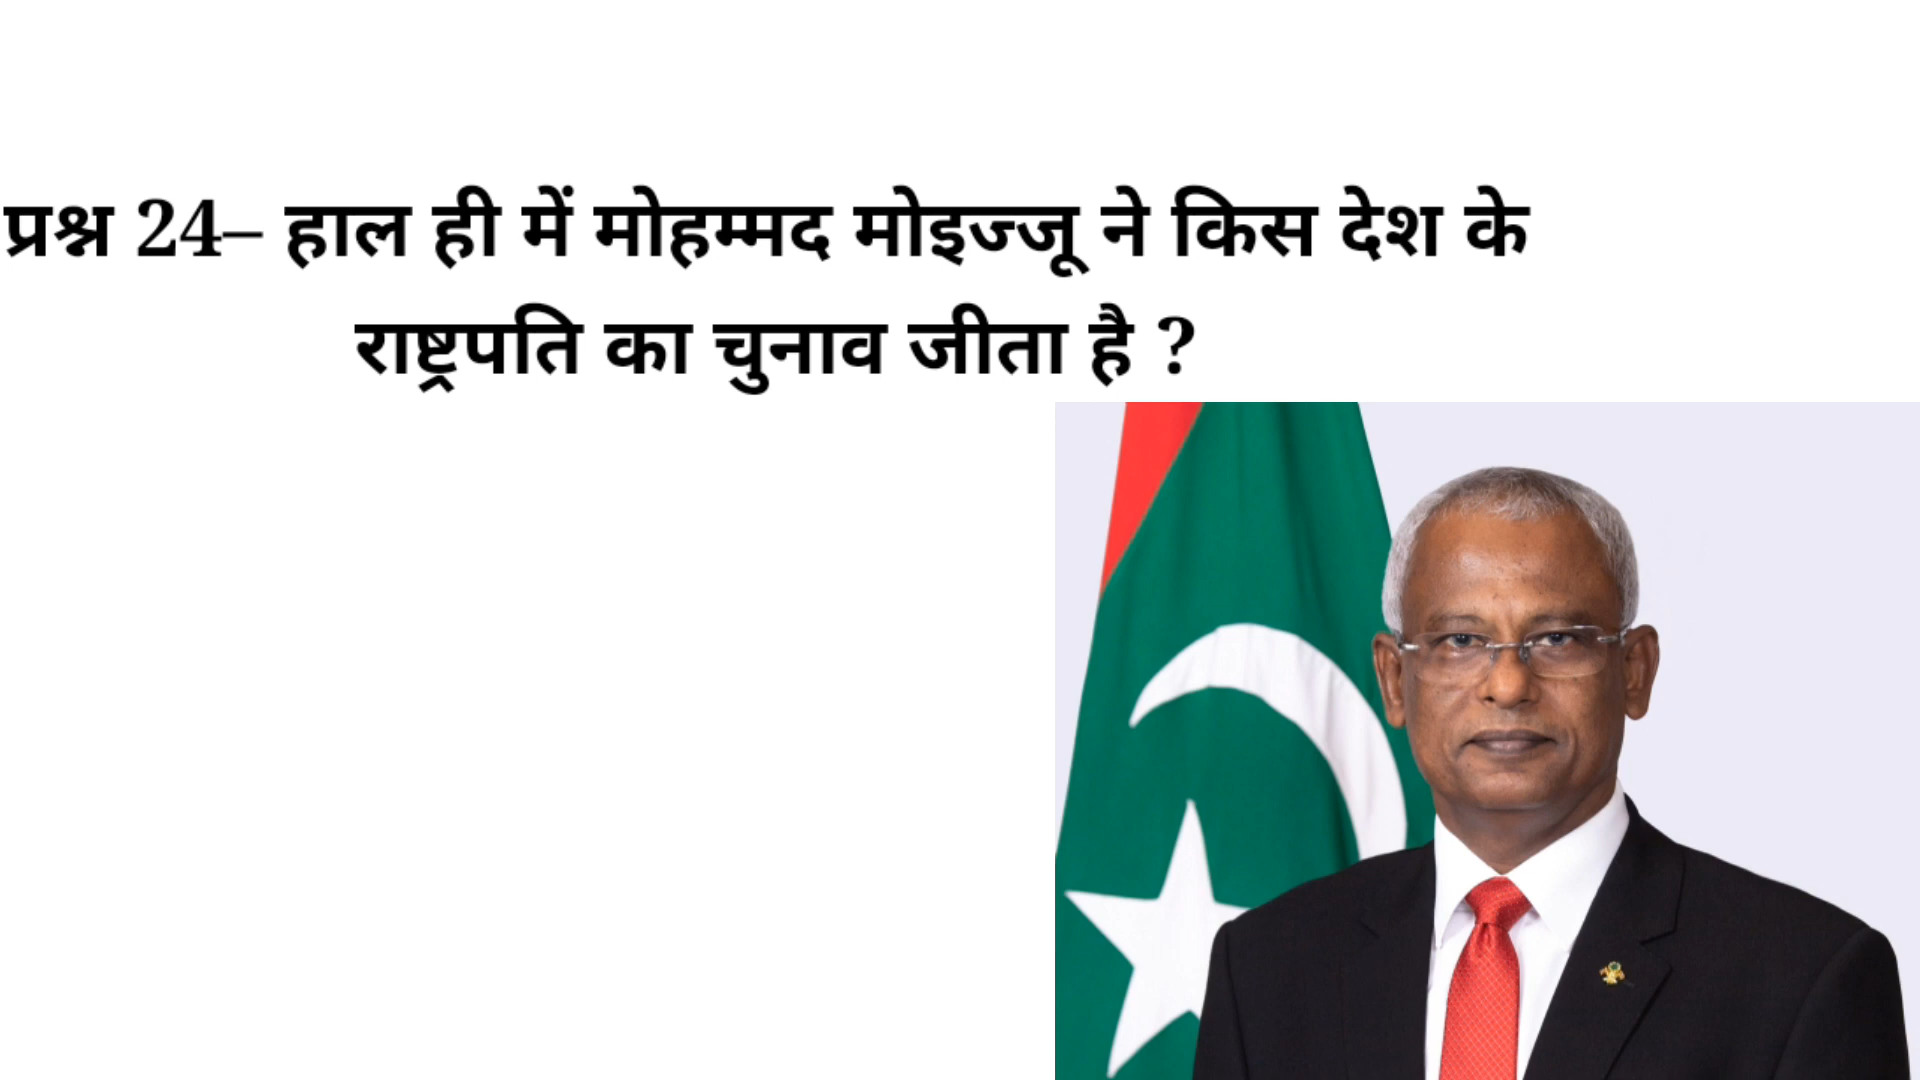 प्रश्न 24– हाल ही में मोहम्मद मोइज्जू ने किस देश के
राष्ट्रपति का चुनाव जीता है ?